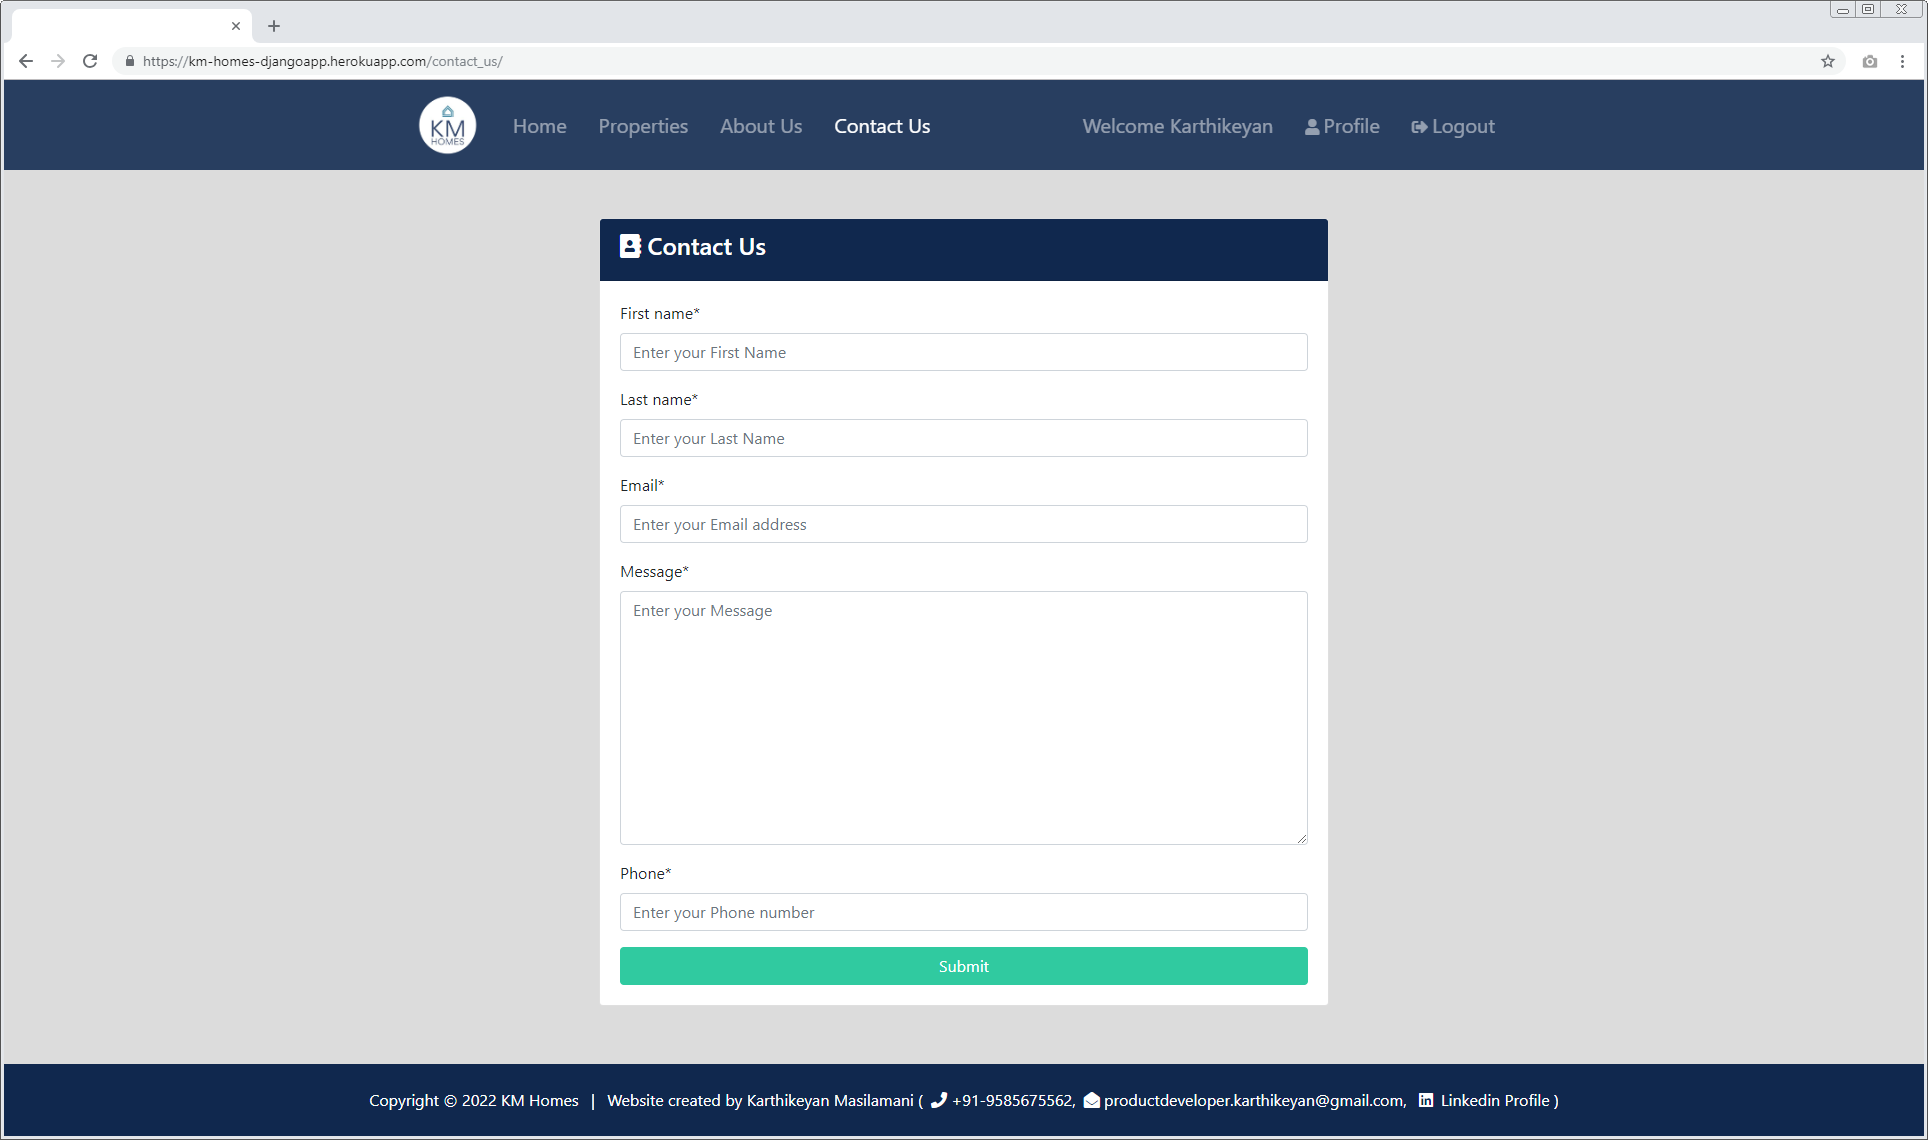 https://km-homes-djangoapp.herokuapp.com/contact_us/
KM
HOMES
Home Properties About Us Contact Us Welcome Karthikeyan Profile Logout
Contact Us
First name*
Enter your First Name
Last name*
Enter your Last Name
Email*
Enter your Email address
Message*
Enter your Message
Phone*
Enter your Phone number
Submit
Copyright © 2022 KM Homes | Website created by Karthikeyan Masilamani ( +91-9585675562, productdeveloper.karthikeyan@gmail.com, Linkedin Profile )